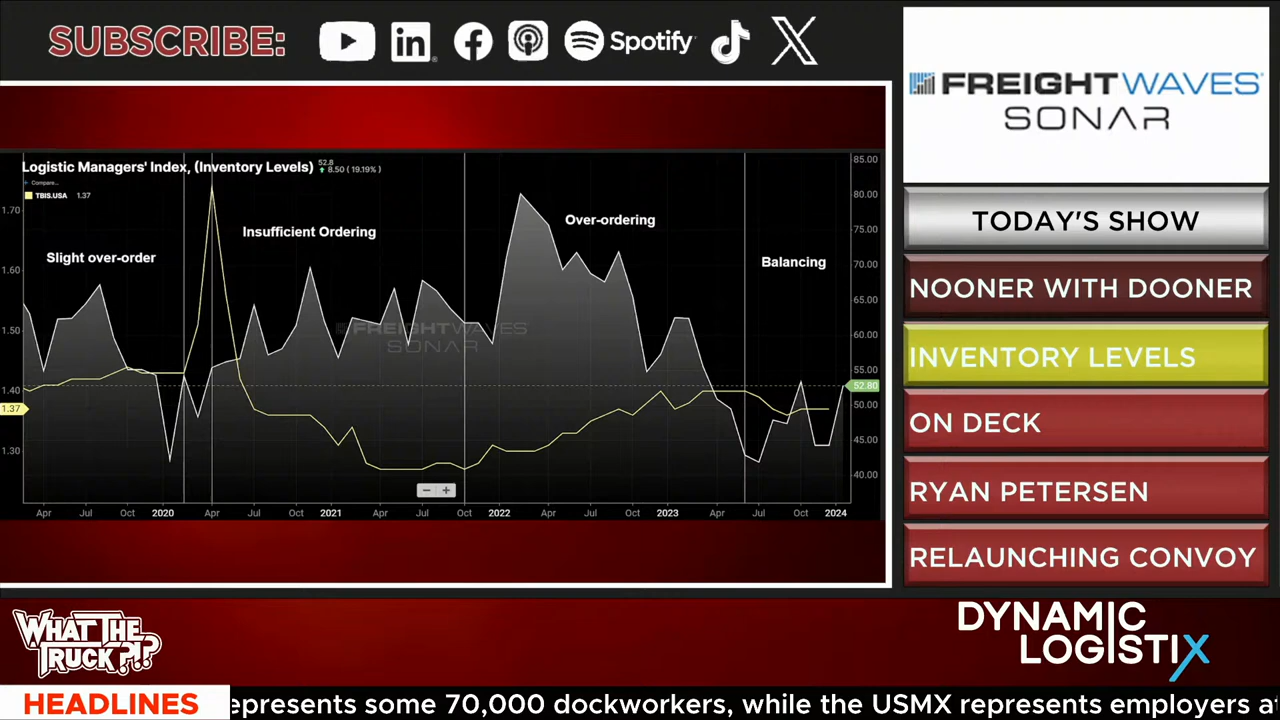 SUBSCRIBE:
Spotify
FREIGHTWAVES
SONAR
TODAY'S SHOW
NOONER WITH DOONER
INVENTORY LEVELS
ON DECK
RYAN PETERSEN
RELAUNCHING CONVOY
Logistic Managers' Index, (Inventory Levels) 52.8
8.50 (19.19%)
+ Compare...
TBIS.USA 1.37
Slight over-order
Insufficient Ordering
Over-ordering
Balancing
FREIGHTWAVES
SONAR
1.70
1.60
1.50
1.40
1.37
1.30
85.00
80.00
75.00
70.00
65.00
60.00
55.00
52.80
50.00
45.00
40.00
− +
Apr Jul Oct 2020 Apr Jul Oct 2021 Apr Jul Oct 2022 Apr Jul Oct 2023 Apr Jul Oct 2024
WHAT THE
TRUCK?!?
DYNAMIC
LOGISTIX
HEADLINES
epresents some 70,000 dockworkers, while the USMX represents employers a